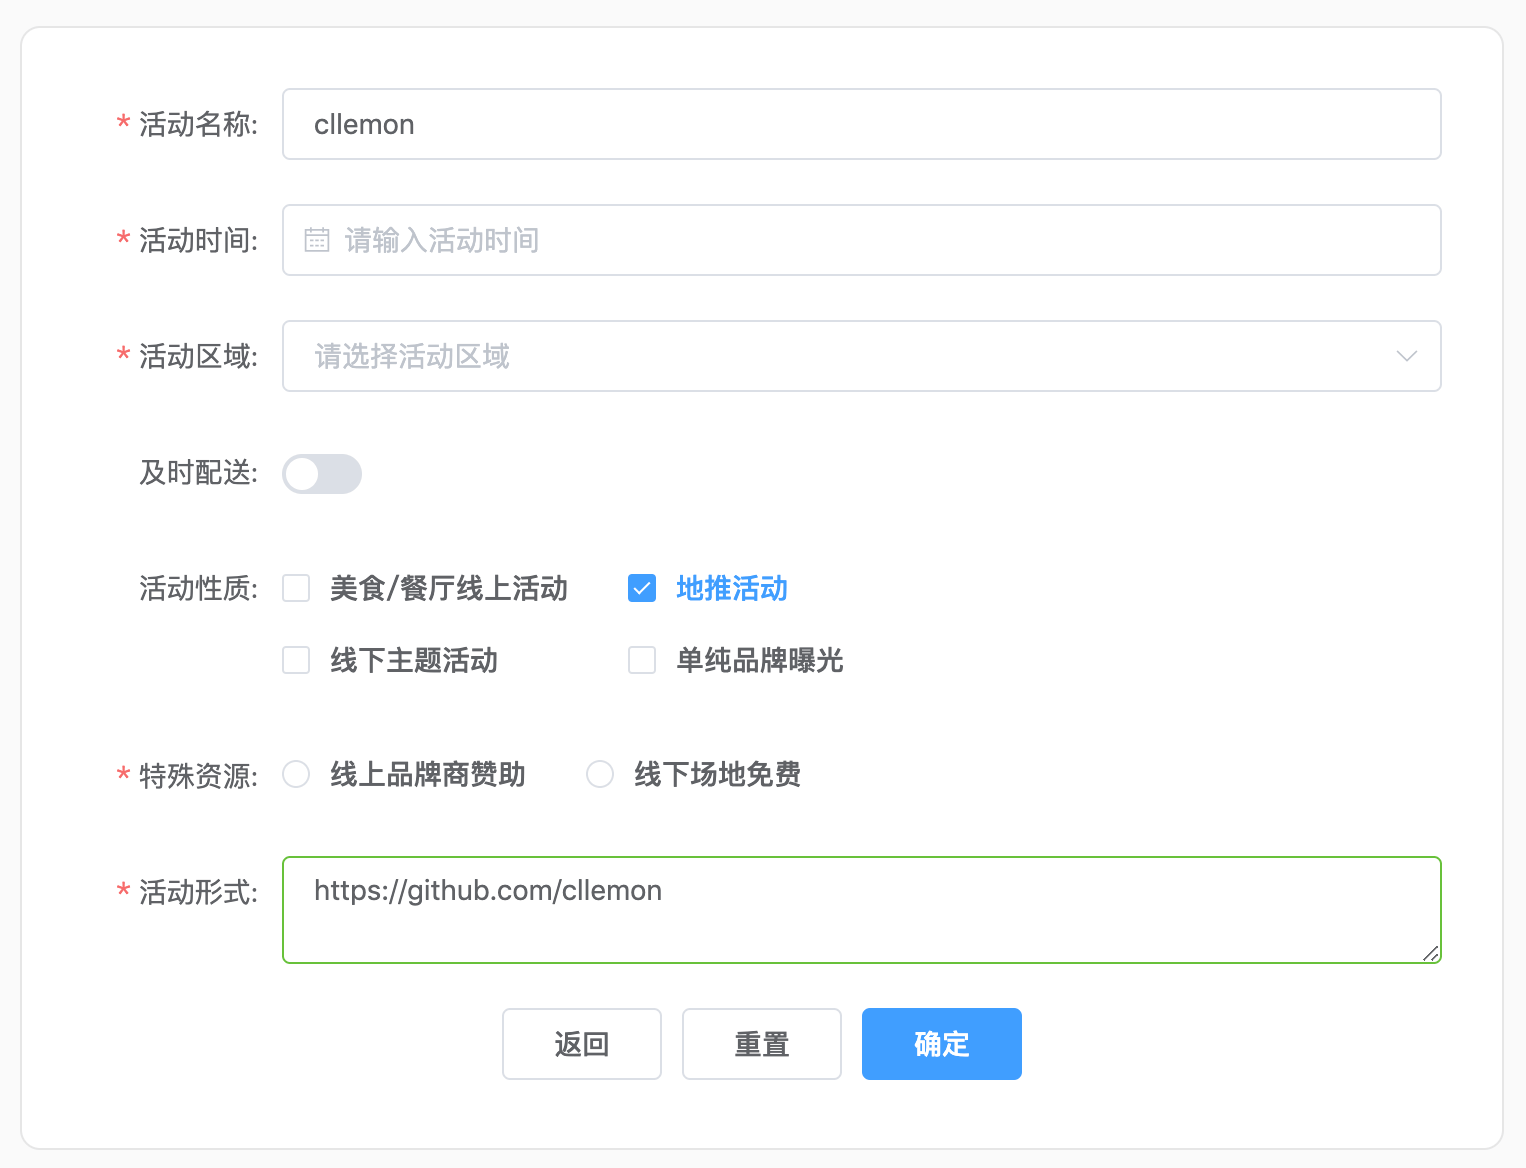 * 活动名称: cllemon
* 活动时间: 请输入活动时间
* 活动区域: 请选择活动区域
及时配送:
活动性质: 美食/餐厅线上活动 地推活动
线下主题活动 单纯品牌曝光
* 特殊资源: 线上品牌商赞助 线下场地免费
* 活动形式: https://github.com/cllemon
返回 重置 确定